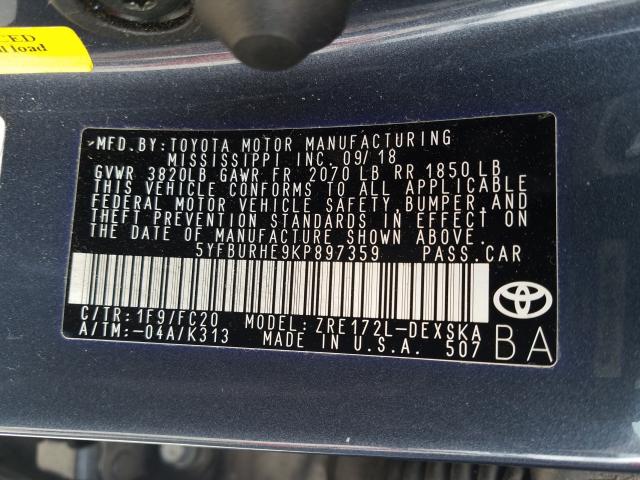 CED
l load
MFD.BY: TOYOTA MOTOR MANUFACTURING
MISSISSIPPI INC. 09/18
GVWR 3820LB GAWR FR 2070 LB RR 1850 LB
THIS VEHICLE CONFORMS TO ALL APPLICABLE
FEDERAL MOTOR VEHICLE SAFETY, BUMPER, AND
THEFT PREVENTION STANDARDS IN EFFECT ON
THE DATE OF MANUFACTURE SHOWN ABOVE.
5YFBURHE9KP897359 PASS.CAR
C/TR: 1F9/FC20 MODEL: ZRE172L-DEXSKA
A/TM: -04A/K313 MADE IN U.S.A. 507
BA